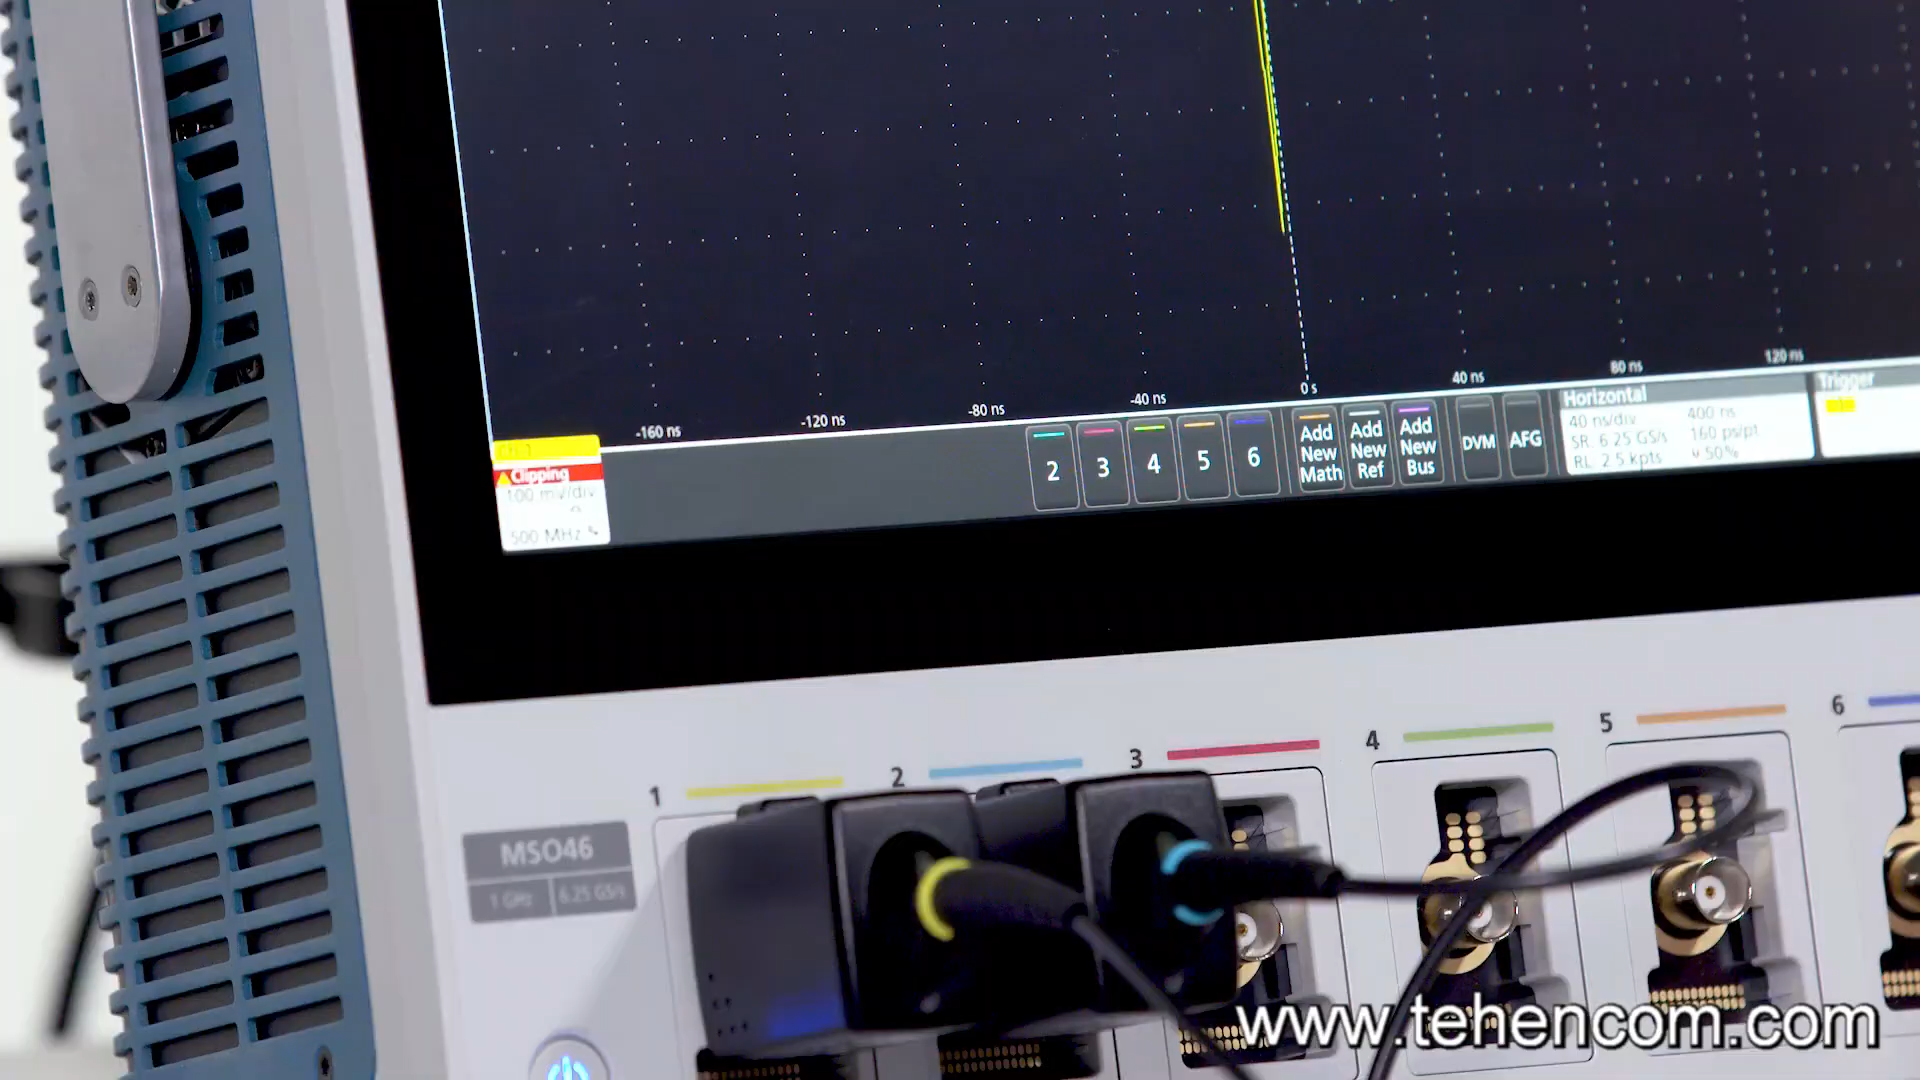 -160 ns
-120 ns
-80 ns
-40 ns
0 s
40 ns
80 ns
120 ns
Ch 1
Clipping
100 mV/div
500 MHz
2
3
4
5
6
Add
New
Math
Add
New
Ref
Add
New
Bus
DVM
AFG
Horizontal
40 ns/div 400 ns
SR: 6.25 GS/s 160 ps/pt
RL: 2.5 kpts 50%
Trigger
1
2
3
4
5
6
MSO46
1 GHz 6.25 GS/s
www.tehencom.com